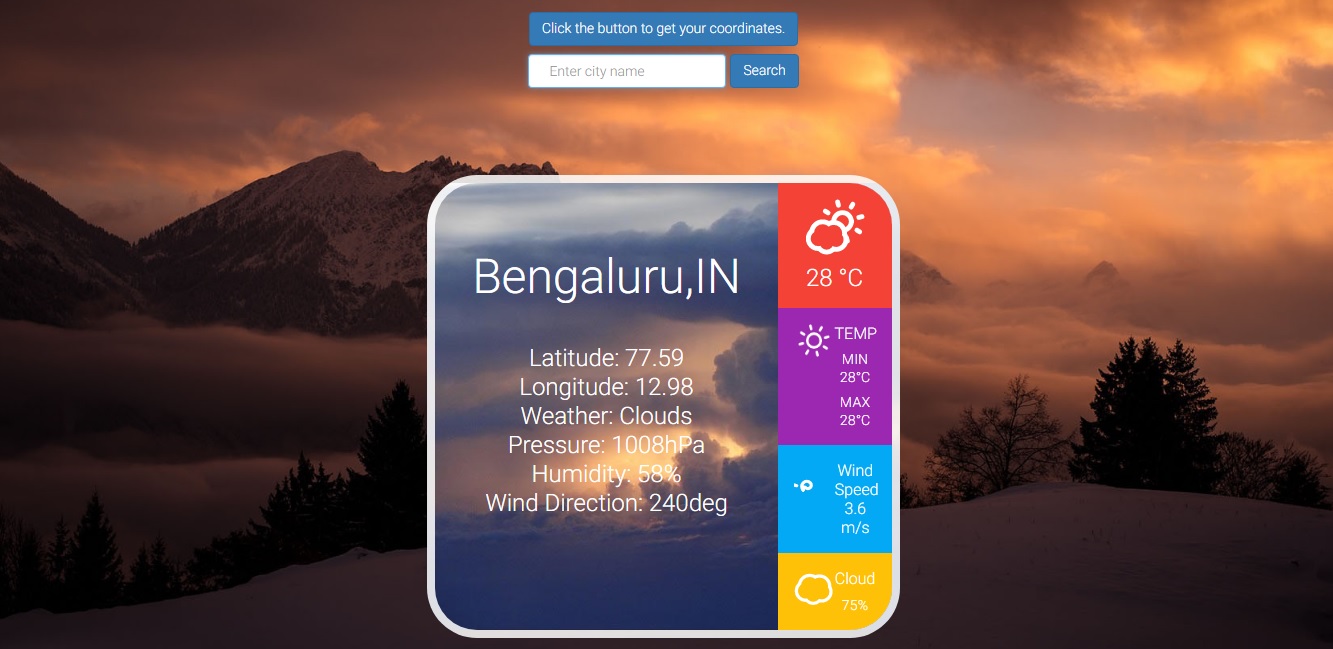 Click the button to get your coordinates.
Enter city name
Search
Bengaluru,IN
Latitude: 77.59
Longitude: 12.98
Weather: Clouds
Pressure: 1008hPa
Humidity: 58%
Wind Direction: 240deg
28 °C
TEMP
MIN
28°C
MAX
28°C
Wind
Speed
3.6
m/s
Cloud
75%